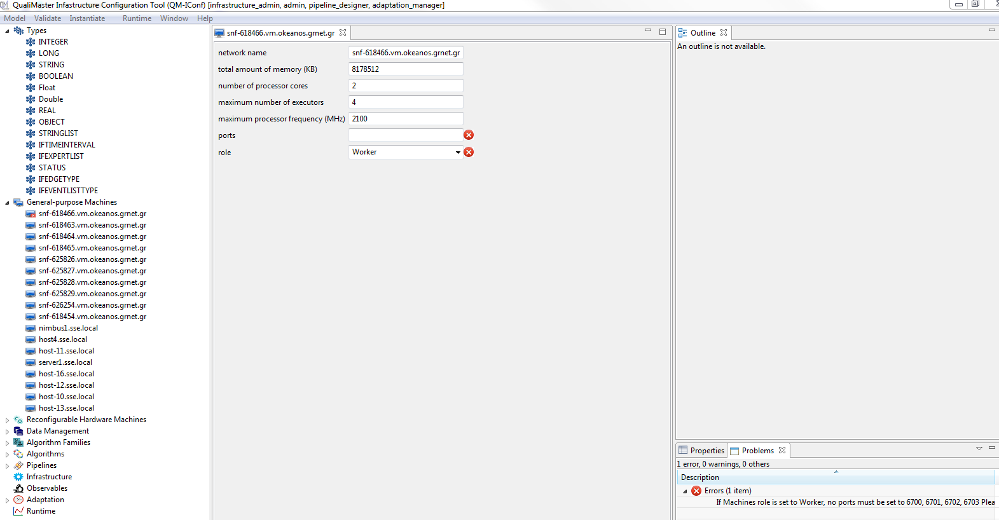 QualiMaster Infastructure Configuration Tool (QM-IConf) [infrastructure_admin, admin, pipeline_designer, adaptation_manager]
Model Validate Instantiate Runtime Window Help
Types
INTEGER
LONG
STRING
BOOLEAN
Float
Double
REAL
OBJECT
STRINGLIST
IFTIMEINTERVAL
IFEXPERTLIST
STATUS
IFEDGETYPE
IFEVENTLISTTYPE
General-purpose Machines
snf-618466.vm.okeanos.grnet.gr
snf-618463.vm.okeanos.grnet.gr
snf-618464.vm.okeanos.grnet.gr
snf-618465.vm.okeanos.grnet.gr
snf-625826.vm.okeanos.grnet.gr
snf-625827.vm.okeanos.grnet.gr
snf-625828.vm.okeanos.grnet.gr
snf-625829.vm.okeanos.grnet.gr
snf-626254.vm.okeanos.grnet.gr
snf-618454.vm.okeanos.grnet.gr
nimbus1.sse.local
host4.sse.local
host-11.sse.local
server1.sse.local
host-16.sse.local
host-12.sse.local
host-10.sse.local
host-13.sse.local
Reconfigurable Hardware Machines
Data Management
Algorithm Families
Algorithms
Pipelines
Infrastructure
Observables
Adaptation
Runtime
snf-618466.vm.okeanos.grnet.gr
network name snf-618466.vm.okeanos.grnet.gr
total amount of memory (KB) 8178512
number of processor cores 2
maximum number of executors 4
maximum processor frequency (MHz) 2100
ports
role Worker
Outline
An outline is not available.
Properties Problems
1 error, 0 warnings, 0 others
Description
Errors (1 item)
If Machines role is set to Worker, no ports must be set to 6700, 6701, 6702, 6703 Plea